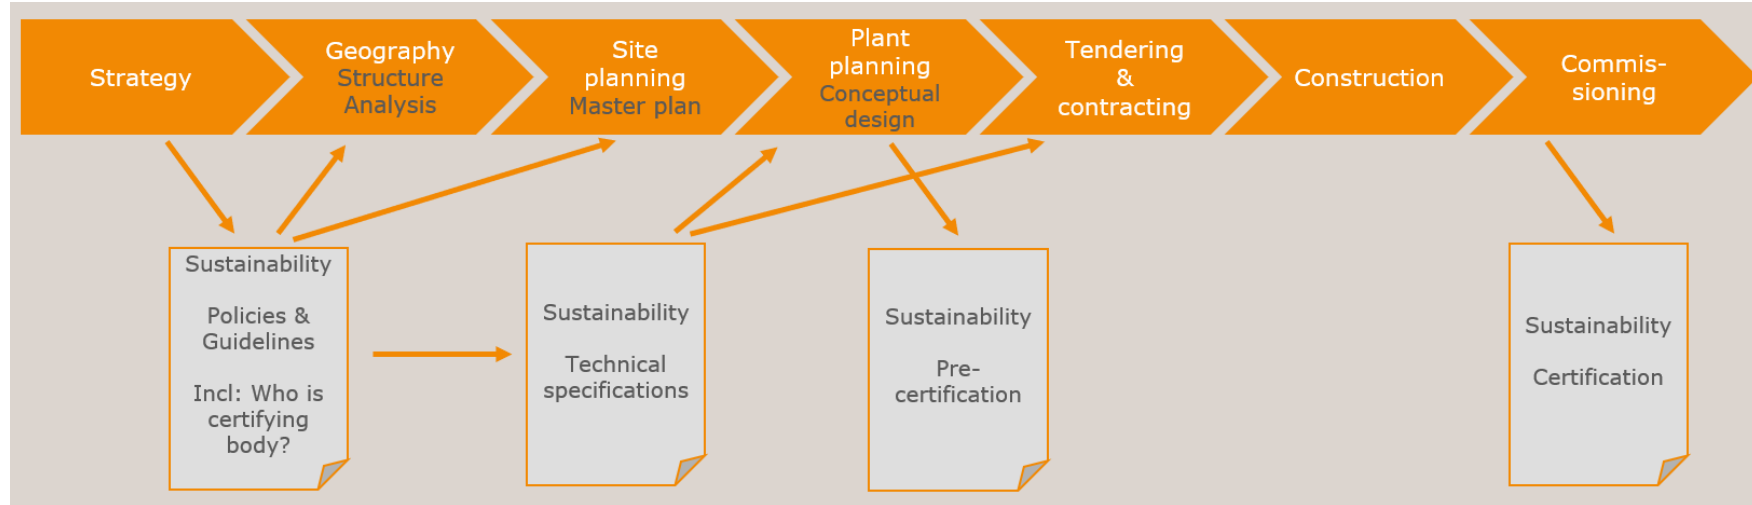 Strategy
Geography
Structure
Analysis
Site
planning
Master plan
Plant
planning
Conceptual
design
Tendering
&
contracting
Construction
Commis-
sioning
Sustainability
Policies &
Guidelines
Incl: Who is
certifying
body?
Sustainability
Technical
specifications
Sustainability
Pre-
certification
Sustainability
Certification